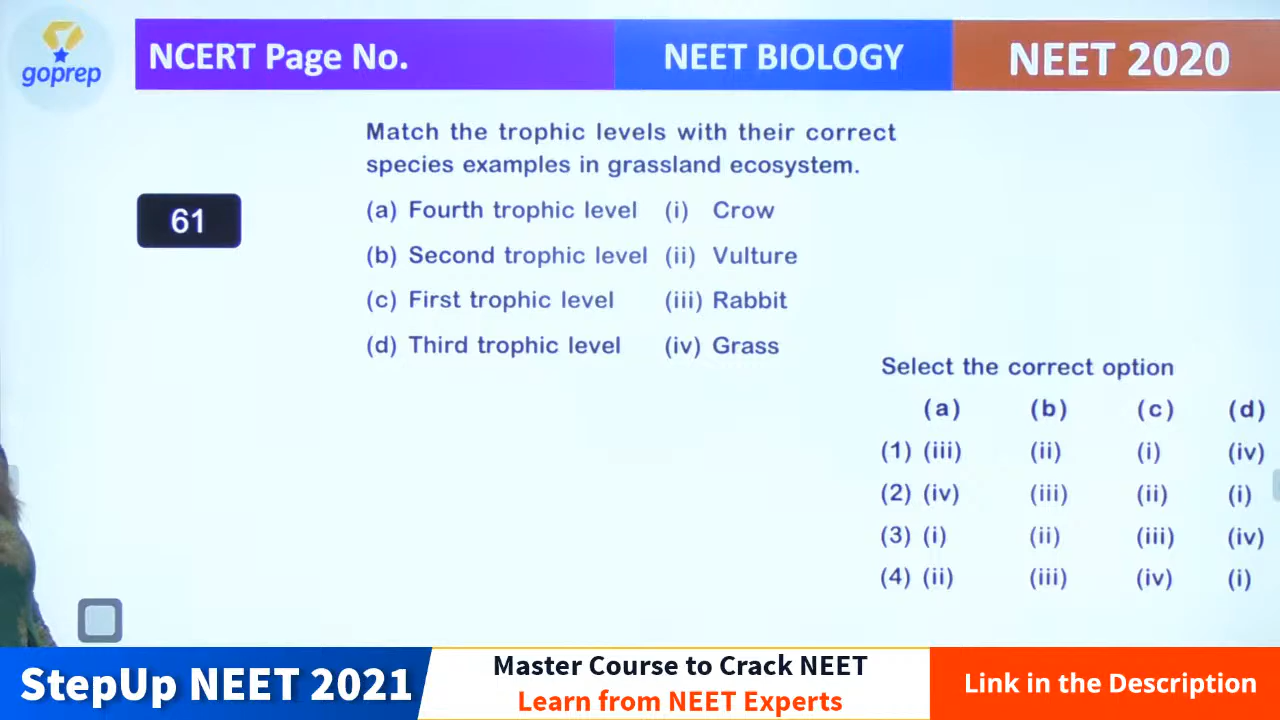 goprep
NCERT Page No.
NEET BIOLOGY
NEET 2020
Match the trophic levels with their correct
species examples in grassland ecosystem.
61
(a) Fourth trophic level (i) Crow
(b) Second trophic level (ii) Vulture
(c) First trophic level (iii) Rabbit
(d) Third trophic level (iv) Grass
Select the correct option
(a) (b) (c) (d)
(1) (iii) (ii) (i) (iv)
(2) (iv) (iii) (ii) (i)
(3) (i) (ii) (iii) (iv)
(4) (ii) (iii) (iv) (i)
StepUp NEET 2021
Master Course to Crack NEET
Learn from NEET Experts
Link in the Description